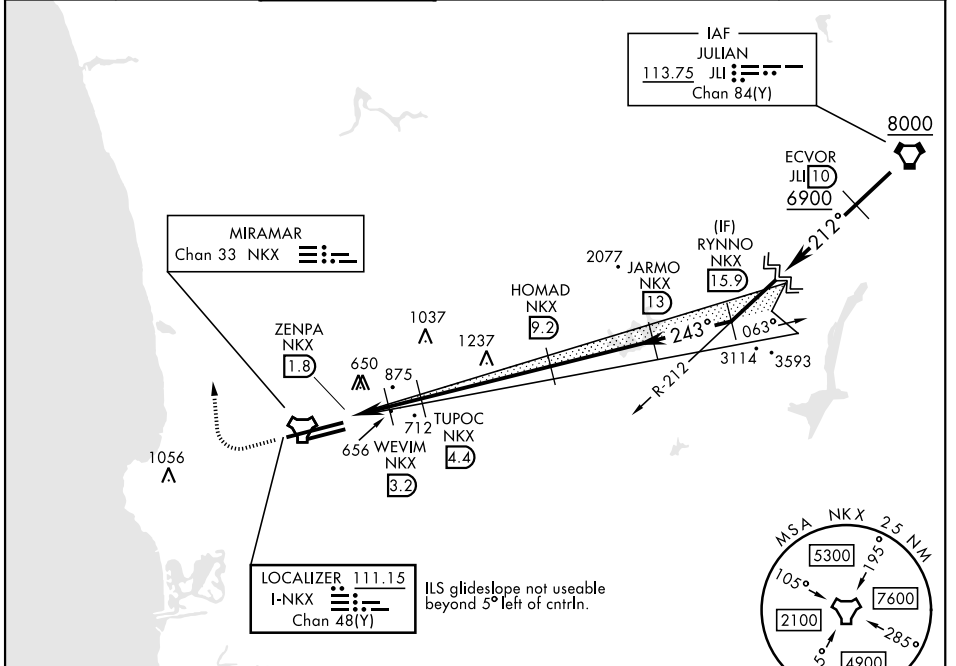 IAF
JULIAN
113.75 JLI
Chan 84(Y)
8000
ECVOR
JLI 10
6900
212°
(IF)
RYNNO
NKX
15.9
MIRAMAR
Chan 33 NKX
2077
JARMO
NKX
13
HOMAD
NKX
9.2
243°
063°
1037
ZENPA
NKX
1.8
1237
3114
3593
R-212
650
875
712
TUPOC
NKX
4.4
656
WEVIM
NKX
3.2
1056
LOCALIZER 111.15
I-NKX
Chan 48(Y)
ILS glideslope not useable
beyond 5° left of cntrln.
MSA NKX 25 NM
5300
195°
105°
7600
2100
285°
4900